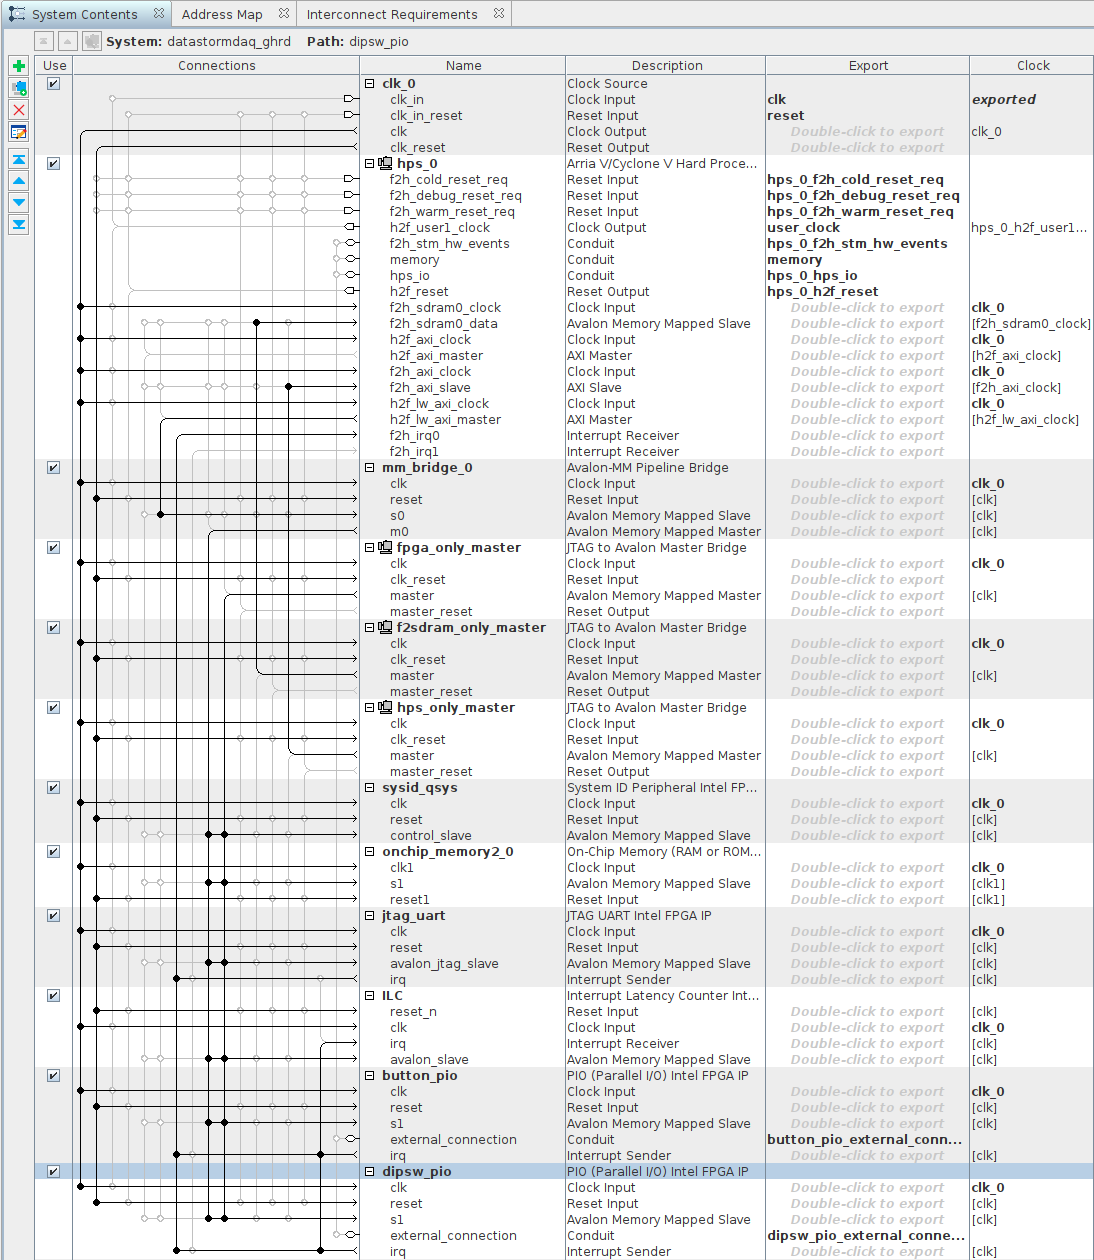 System Contents Address Map Interconnect Requirements
System: datastormdaq_ghrd Path: dipsw_pio
Use Connections Name Description Export Clock
clk_0 Clock Source
clk_in Clock Input clk exported
clk_in_reset Reset Input reset
clk Clock Output Double-click to export clk_0
clk_reset Reset Output Double-click to export
hps_0 Arria V/Cyclone V Hard Proce...
f2h_cold_reset_req Reset Input hps_0_f2h_cold_reset_req
f2h_debug_reset_req Reset Input hps_0_f2h_debug_reset_req
f2h_warm_reset_req Reset Input hps_0_f2h_warm_reset_req
h2f_user1_clock Clock Output user_clock hps_0_h2f_user1...
f2h_stm_hw_events Conduit hps_0_f2h_stm_hw_events
memory Conduit memory
hps_io Conduit hps_0_hps_io
h2f_reset Reset Output hps_0_h2f_reset
f2h_sdram0_clock Clock Input Double-click to export clk_0
f2h_sdram0_data Avalon Memory Mapped Slave Double-click to export [f2h_sdram0_clock]
h2f_axi_clock Clock Input Double-click to export clk_0
h2f_axi_master AXI Master Double-click to export [h2f_axi_clock]
f2h_axi_clock Clock Input Double-click to export clk_0
f2h_axi_slave AXI Slave Double-click to export [f2h_axi_clock]
h2f_lw_axi_clock Clock Input Double-click to export clk_0
h2f_lw_axi_master AXI Master Double-click to export [h2f_lw_axi_clock]
f2h_irq0 Interrupt Receiver Double-click to export
f2h_irq1 Interrupt Receiver Double-click to export
mm_bridge_0 Avalon-MM Pipeline Bridge
clk Clock Input Double-click to export clk_0
reset Reset Input Double-click to export [clk]
s0 Avalon Memory Mapped Slave Double-click to export [clk]
m0 Avalon Memory Mapped Master Double-click to export [clk]
fpga_only_master JTAG to Avalon Master Bridge
clk Clock Input Double-click to export clk_0
clk_reset Reset Input Double-click to export
master Avalon Memory Mapped Master Double-click to export [clk]
master_reset Reset Output Double-click to export
f2sdram_only_master JTAG to Avalon Master Bridge
clk Clock Input Double-click to export clk_0
clk_reset Reset Input Double-click to export
master Avalon Memory Mapped Master Double-click to export [clk]
master_reset Reset Output Double-click to export
hps_only_master JTAG to Avalon Master Bridge
clk Clock Input Double-click to export clk_0
clk_reset Reset Input Double-click to export
master Avalon Memory Mapped Master Double-click to export [clk]
master_reset Reset Output Double-click to export
sysid_qsys System ID Peripheral Intel FP...
clk Clock Input Double-click to export clk_0
reset Reset Input Double-click to export [clk]
control_slave Avalon Memory Mapped Slave Double-click to export [clk]
onchip_memory2_0 On-Chip Memory (RAM or ROM...
clk1 Clock Input Double-click to export clk_0
s1 Avalon Memory Mapped Slave Double-click to export [clk1]
reset1 Reset Input Double-click to export [clk1]
jtag_uart JTAG UART Intel FPGA IP
clk Clock Input Double-click to export clk_0
reset Reset Input Double-click to export [clk]
avalon_jtag_slave Avalon Memory Mapped Slave Double-click to export [clk]
irq Interrupt Sender Double-click to export [clk]
ILC Interrupt Latency Counter Int...
reset_n Reset Input Double-click to export [clk]
clk Clock Input Double-click to export clk_0
irq Interrupt Receiver Double-click to export [clk]
avalon_slave Avalon Memory Mapped Slave Double-click to export [clk]
button_pio PIO (Parallel I/O) Intel FPGA IP
clk Clock Input Double-click to export clk_0
reset Reset Input Double-click to export [clk]
s1 Avalon Memory Mapped Slave Double-click to export [clk]
external_connection Conduit button_pio_external_conn...
irq Interrupt Sender Double-click to export [clk]
dipsw_pio PIO (Parallel I/O) Intel FPGA IP
clk Clock Input Double-click to export clk_0
reset Reset Input Double-click to export [clk]
s1 Avalon Memory Mapped Slave Double-click to export [clk]
external_connection Conduit dipsw_pio_external_conne...
irq Interrupt Sender Double-click to export [clk]